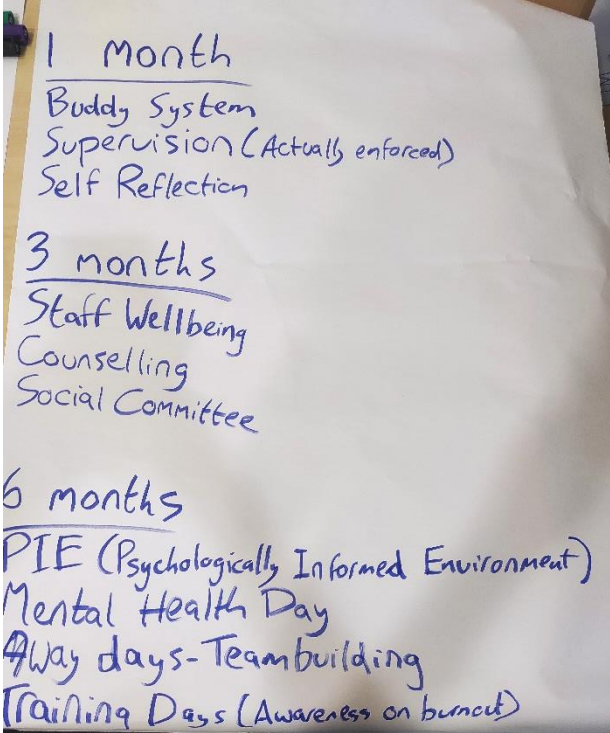 1 Month
Buddy System
Supervision (Actually enforced)
Self Reflection
3 months
Staff Wellbeing
Counselling
Social Committee
6 months
PIE (Psychologically Informed Environment)
Mental Health Day
Away days-Teambuilding
Training Days (Awareness on burnout)